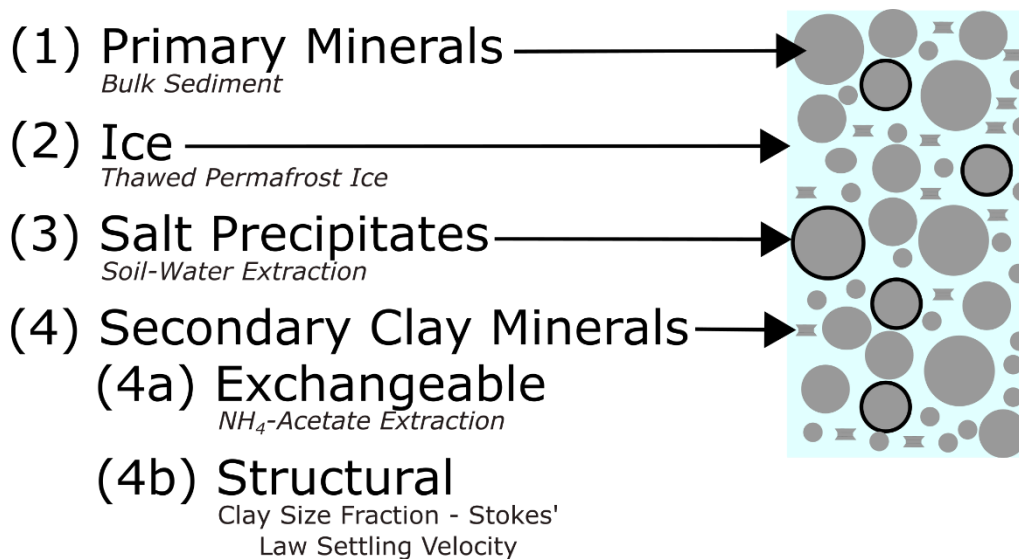 (1) Primary Minerals
Bulk Sediment
(2) Ice
Thawed Permafrost Ice
(3) Salt Precipitates
Soil-Water Extraction
(4) Secondary Clay Minerals
(4a) Exchangeable
NH₄-Acetate Extraction
(4b) Structural
Clay Size Fraction - Stokes'
Law Settling Velocity